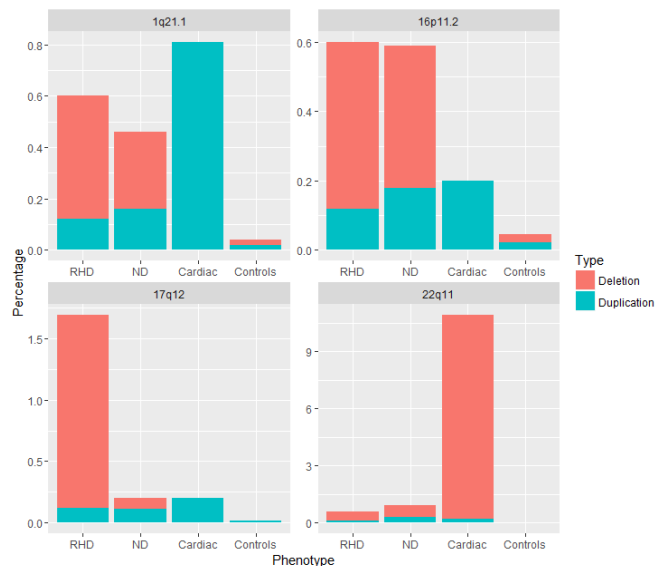 1q21.1
16p11.2
0.8
0.6
0.4
0.2
0.0
RHD ND Cardiac Controls
0.6
0.4
0.2
0.0
RHD ND Cardiac Controls
Percentage
17q12
22q11
1.5
1.0
0.5
0.0
RHD ND Cardiac Controls
9
6
3
0
RHD ND Cardiac Controls
Phenotype
Type
Deletion
Duplication